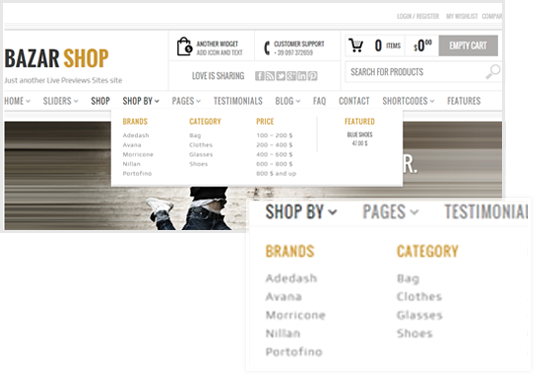 LOGIN / REGISTER MY WISHLIST COMPA
BAZAR SHOP
Just another Live Previews Sites site
ANOTHER WIDGET
ADD ICON AND TEXT
CUSTOMER SUPPORT
+ 39 0971372659
0 ITEMS
$0.00
EMPTY CART
LOVE IS SHARING
SEARCH FOR PRODUCTS
HOME SLIDERS SHOP SHOP BY PAGES TESTIMONIALS BLOG FAQ CONTACT SHORTCODES FEATURES
BRANDS
Adedash
Avana
Morricone
Nillan
Portofino
CATEGORY
Bag
Clothes
Glasses
Shoes
PRICE
100 – 200 $
200 – 400 $
400 – 600 $
600 – 800 $
800 $ and up
FEATURED
BLUE SHOES
47.00 $
R.
SHOP BY PAGES TESTIMONIAL
BRANDS
Adedash
Avana
Morricone
Nillan
Portofino
CATEGORY
Bag
Clothes
Glasses
Shoes